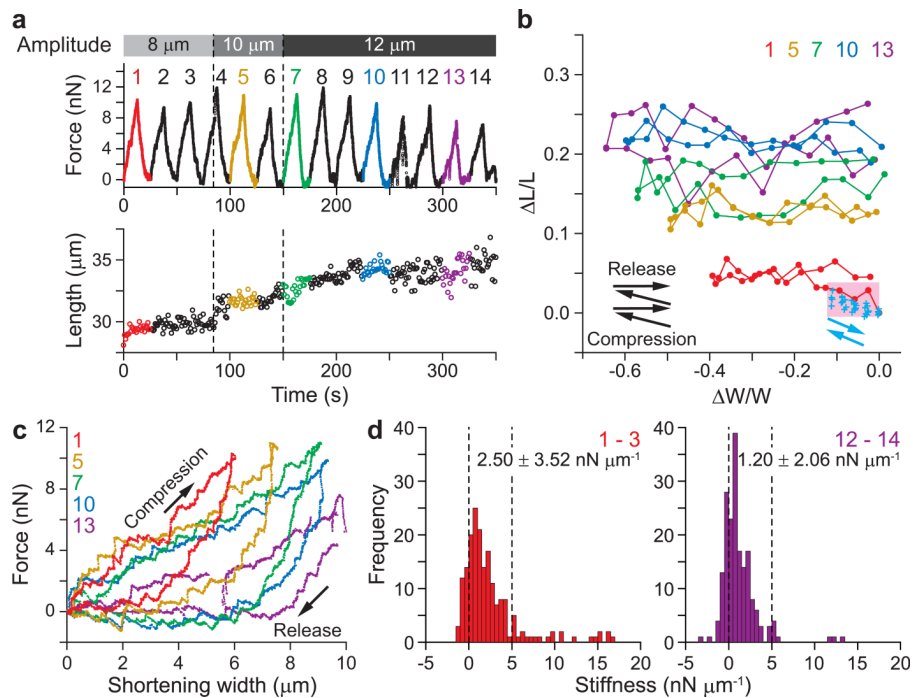 a
Amplitude
8 μm 10 μm 12 μm
1 2 3 4 5 6 7 8 9 10 11 12 13 14
Force (nN)
12
8
4
0
0 100 200 300
Length (μm)
35
30
0 100 200 300
Time (s)
b
1 5 7 10 13
ΔL/L
0.3
0.2
0.1
0.0
Release
Compression
-0.6 -0.4 -0.2 0.0
ΔW/W
c
1
5
7
10
13
Compression
Release
Force (nN)
12
8
4
0
0 2 4 6 8 10
Shortening width (μm)
d
1 - 3
2.50 ± 3.52 nN μm⁻¹
Frequency
40
30
20
10
0
-5 0 5 10 15 20
12 - 14
1.20 ± 2.06 nN μm⁻¹
40
30
20
10
0
-5 0 5 10 15 20
Stiffness (nN μm⁻¹)